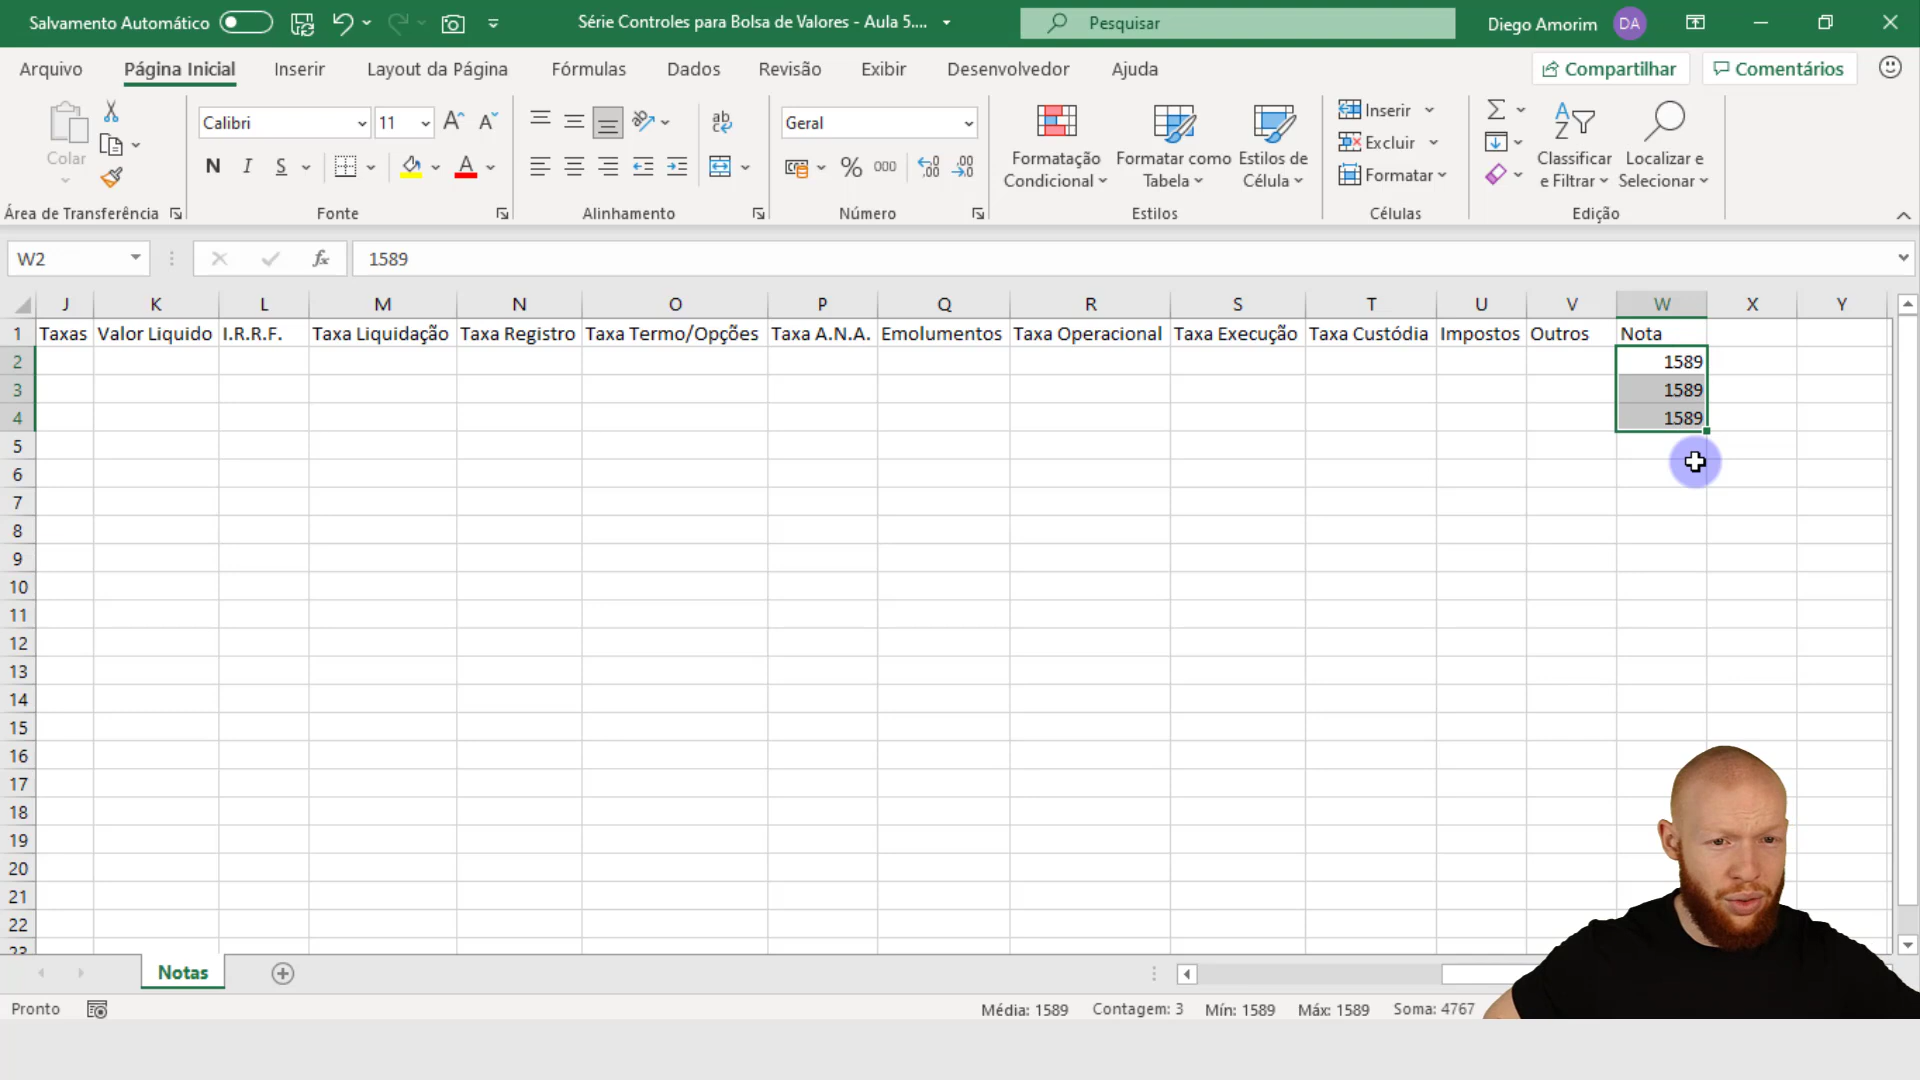 Salvamento Automático
Série Controles para Bolsa de Valores - Aula 5....
Pesquisar
Diego Amorim
DA
Arquivo
Página Inicial
Inserir
Layout da Página
Fórmulas
Dados
Revisão
Exibir
Desenvolvedor
Ajuda
Compartilhar
Comentários
Colar
Área de Transferência
Calibri
11
N
I
S
Fonte
Alinhamento
Geral
%
000
Número
Formatação
Condicional
Formatar como
Tabela
Estilos de
Célula
Estilos
Inserir
Excluir
Formatar
Células
Classificar
e Filtrar
Localizar e
Selecionar
Edição
W2
fx
1589
J K L M N O P Q R S T U V W X Y
1 Taxas Valor Liquido I.R.R.F. Taxa Liquidação Taxa Registro Taxa Termo/Opções Taxa A.N.A. Emolumentos Taxa Operacional Taxa Execução Taxa Custódia Impostos Outros Nota
2 1589
3 1589
4 1589
5
6
7
8
9
10
11
12
13
14
15
16
17
18
19
20
21
22
23
Notas
Pronto
Média: 1589
Contagem: 3
Mín: 1589
Máx: 1589
Soma: 4767